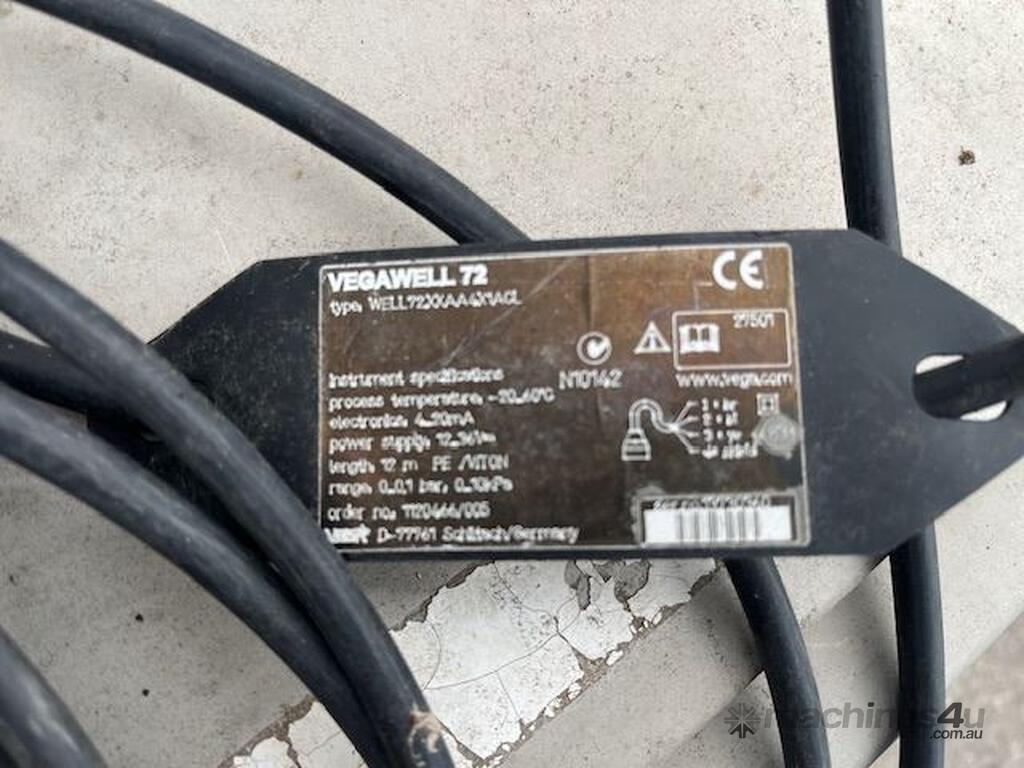 VEGAWELL 72
CE
type:
27501
N10142
www.vega.com
Instrument specifications
process temperature: -20...60°C
electronics: 4...20mA
power supply: 12...36V
length: 12 m PE /VITON
range: 0...0,1 bar, 0...10kPa
order no.: 1120466/005
D-77761 Schiltach/Germany
machines4u
.com.au